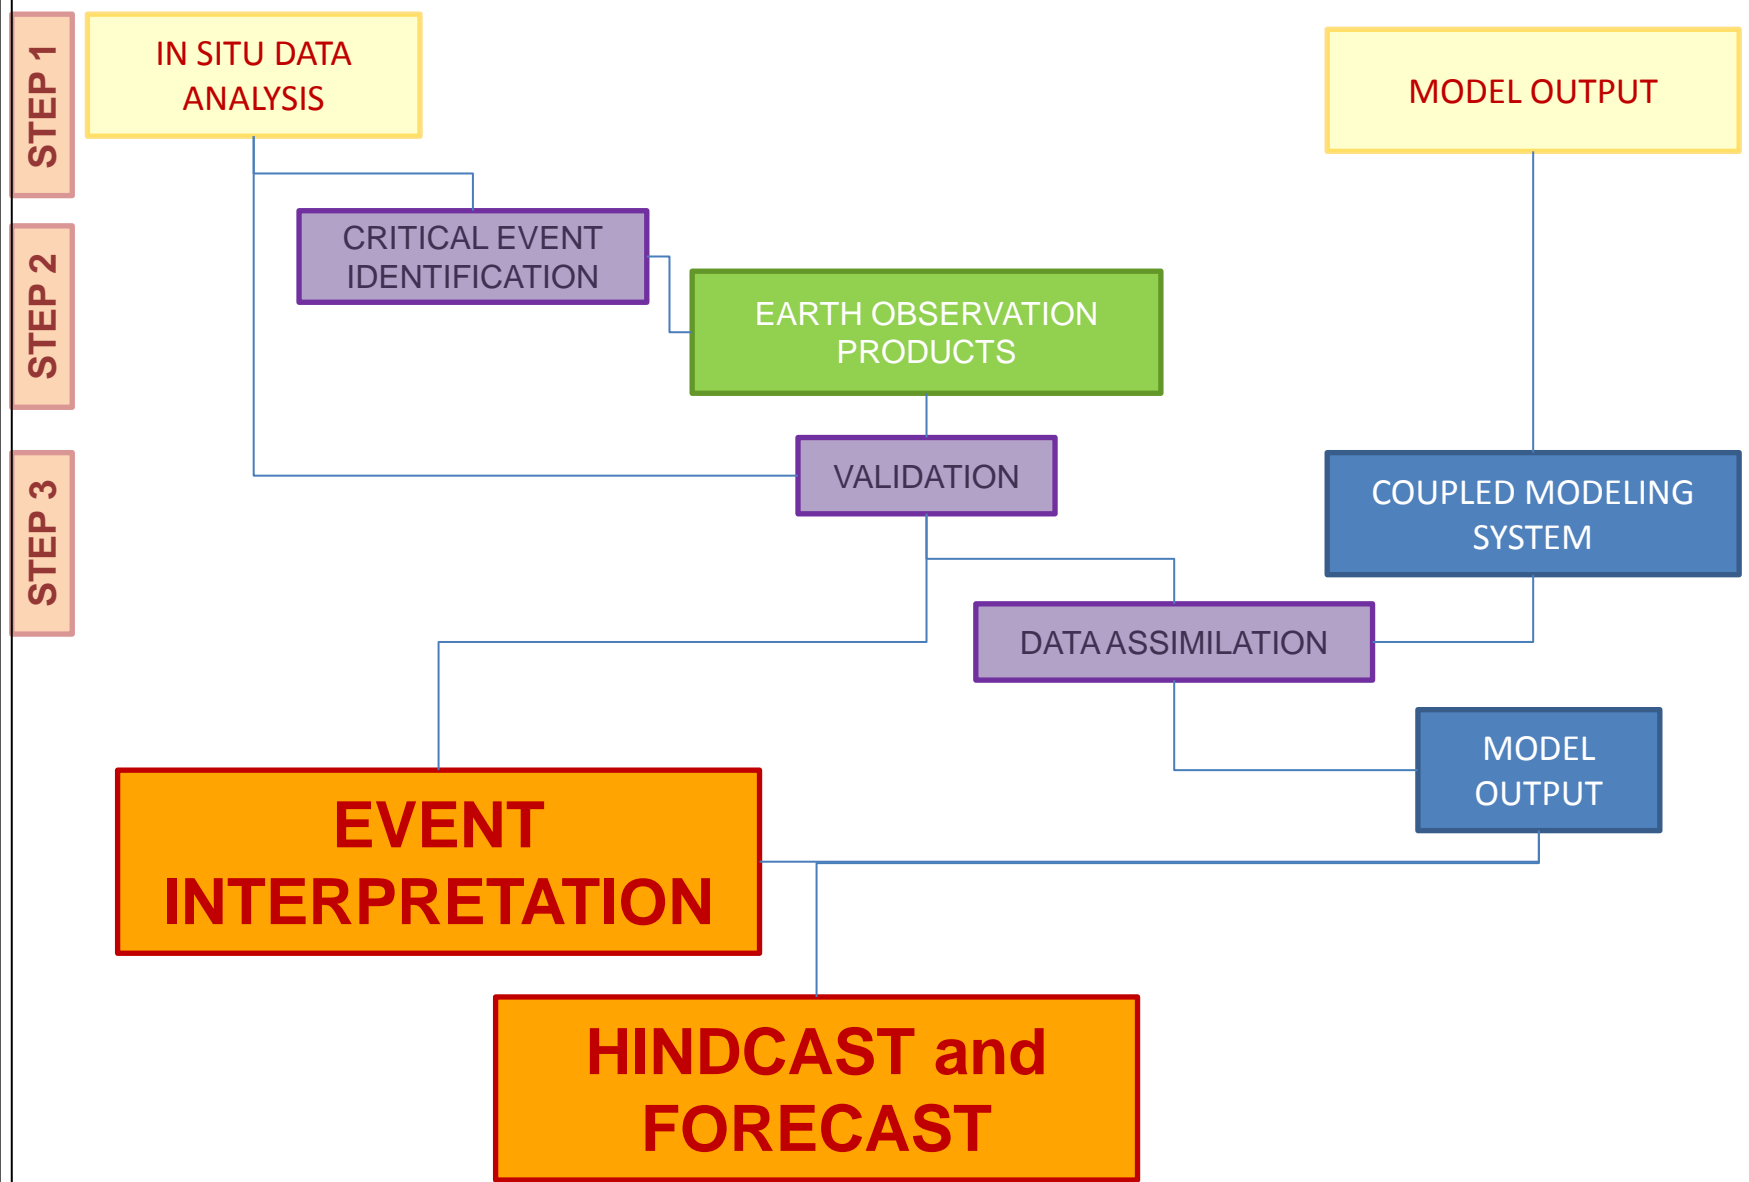 STEP 1
IN SITU DATA
ANALYSIS
MODEL OUTPUT
STEP 2
CRITICAL EVENT
IDENTIFICATION
EARTH OBSERVATION
PRODUCTS
STEP 3
VALIDATION
COUPLED MODELING
SYSTEM
DATA ASSIMILATION
MODEL
OUTPUT
EVENT
INTERPRETATION
HINDCAST and
FORECAST